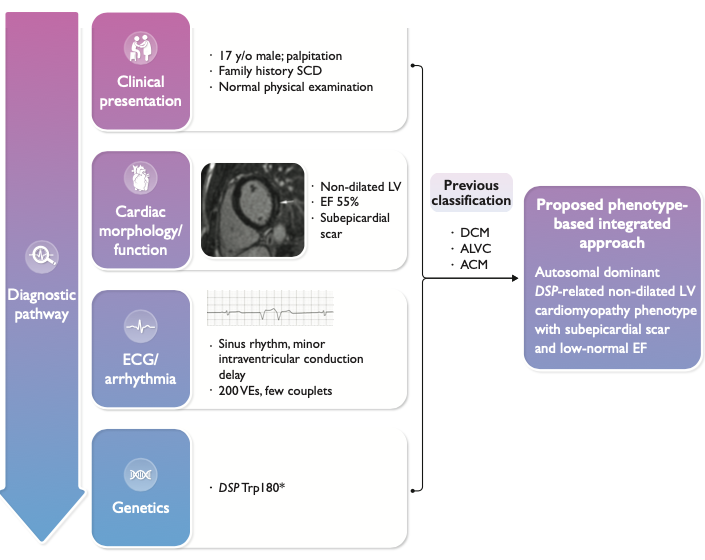 Diagnostic
pathway
Clinical
presentation
· 17 y/o male; palpitation
· Family history SCD
· Normal physical examination
Cardiac
morphology/
function
· Non-dilated LV
· EF 55%
· Subepicardial
scar
ECG/
arrhythmia
· Sinus rhythm, minor
intraventricular conduction
delay
· 200 VEs, few couplets
Genetics
· DSP Trp180*
Previous
classification
· DCM
· ALVC
· ACM
Proposed phenotype-
based integrated
approach
Autosomal dominant
DSP-related non-dilated LV
cardiomyopathy phenotype
with subepicardial scar
and low-normal EF